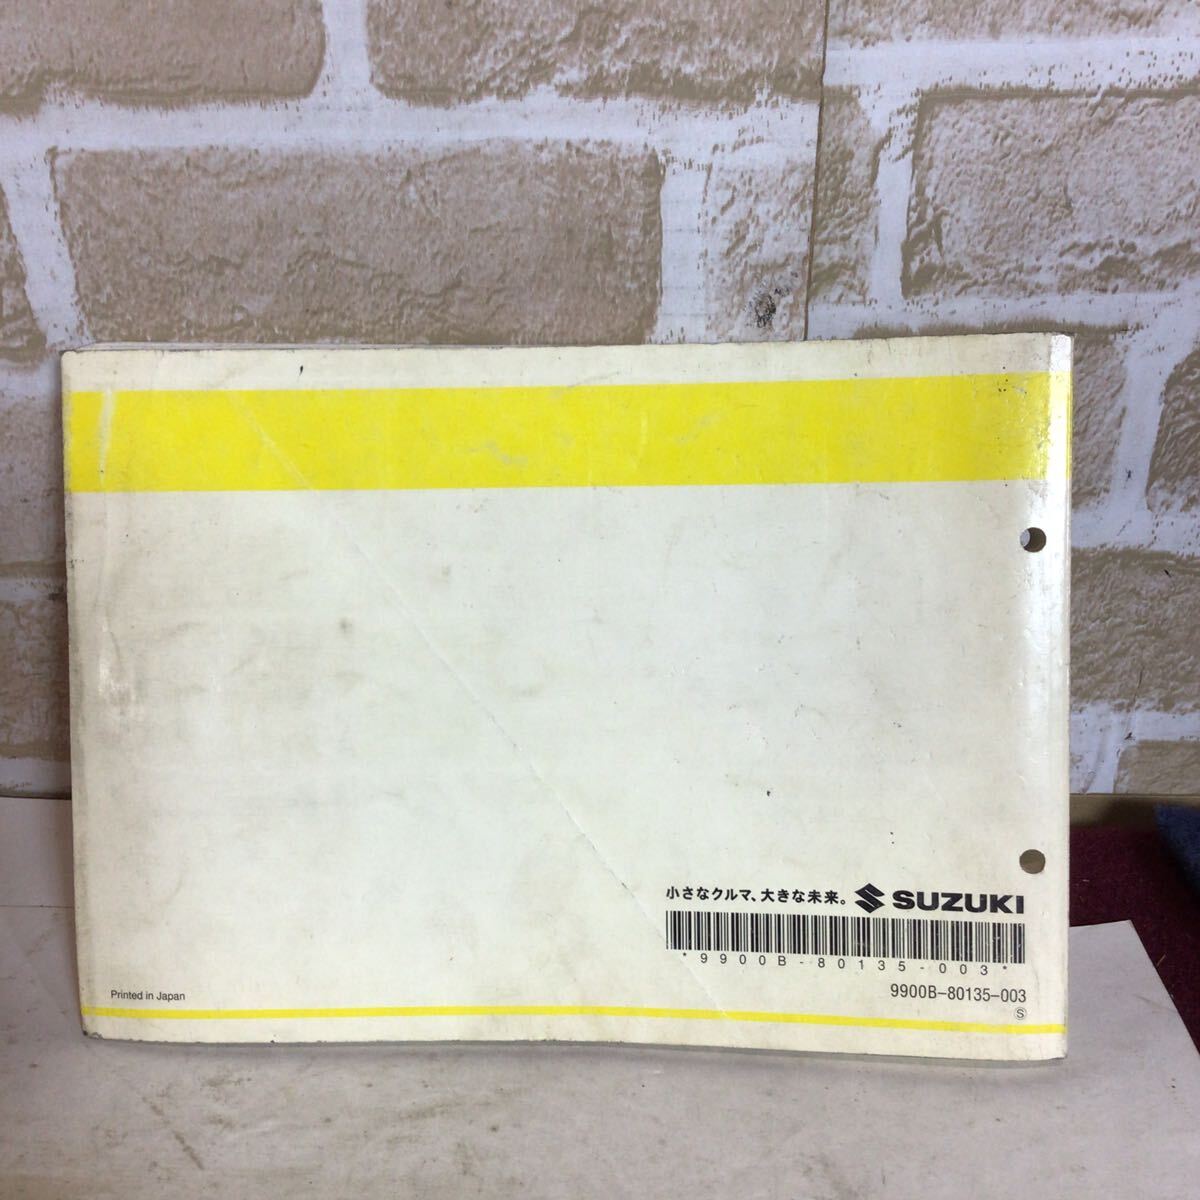 小さなクルマ、大きな未来。 SUZUKI
*9900B-80135-003*
9900B-80135-003
Ⓢ
Printed in Japan